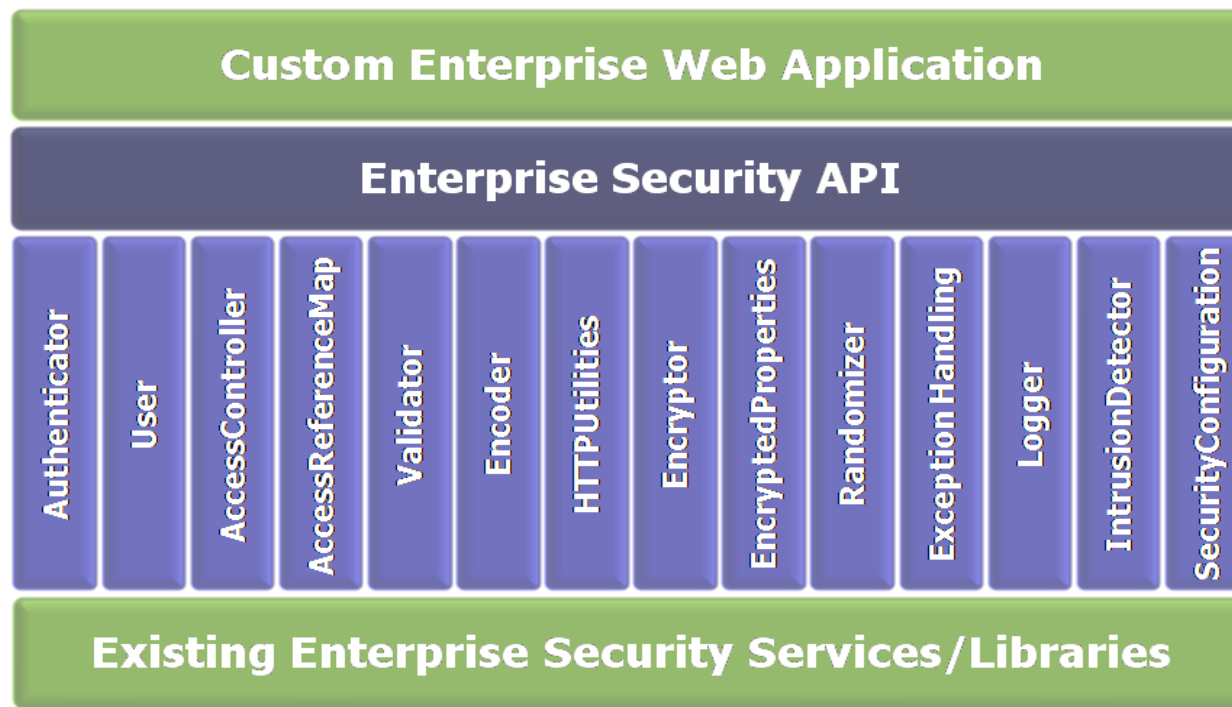 Custom Enterprise Web Application
Enterprise Security API
Authenticator
User
AccessController
AccessReferenceMap
Validator
Encoder
HTTPUtilities
Encryptor
EncryptedProperties
Randomizer
Exception Handling
Logger
IntrusionDetector
SecurityConfiguration
Existing Enterprise Security Services/Libraries